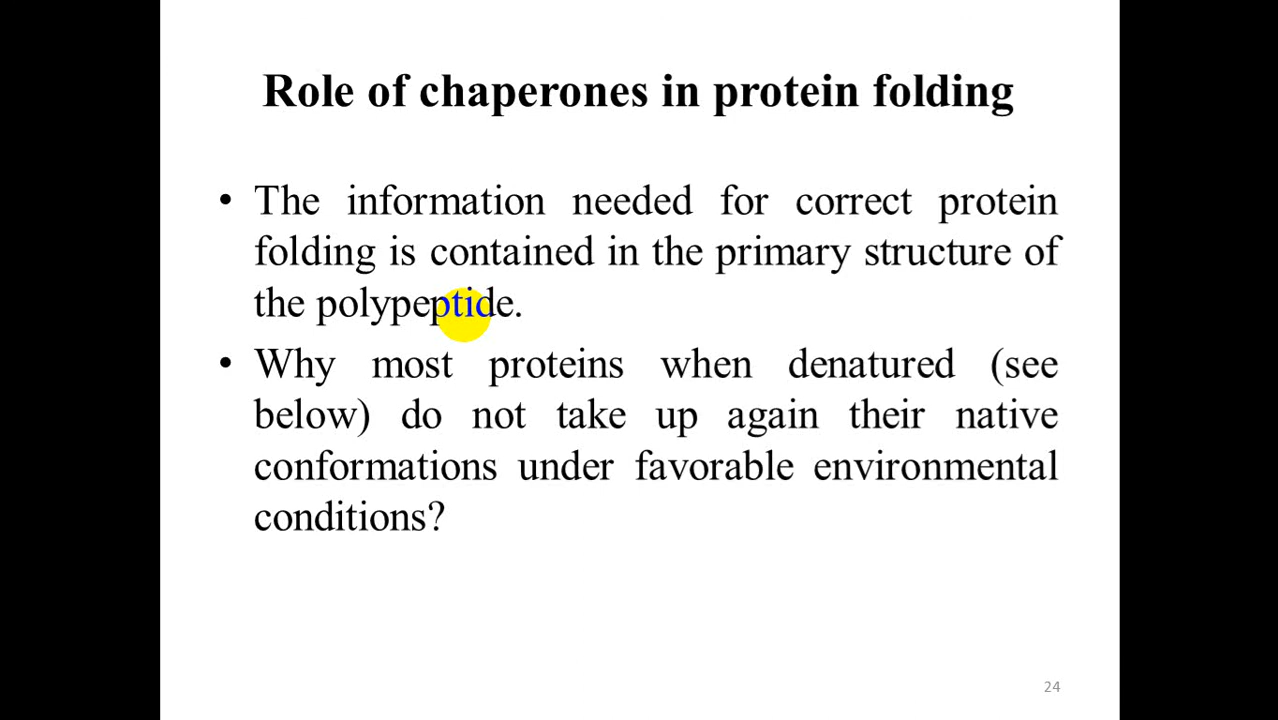 Role of chaperones in protein folding
• The information needed for correct protein
folding is contained in the primary structure of
the polypeptide.
• Why most proteins when denatured (see
below) do not take up again their native
conformations under favorable environmental
conditions?
24